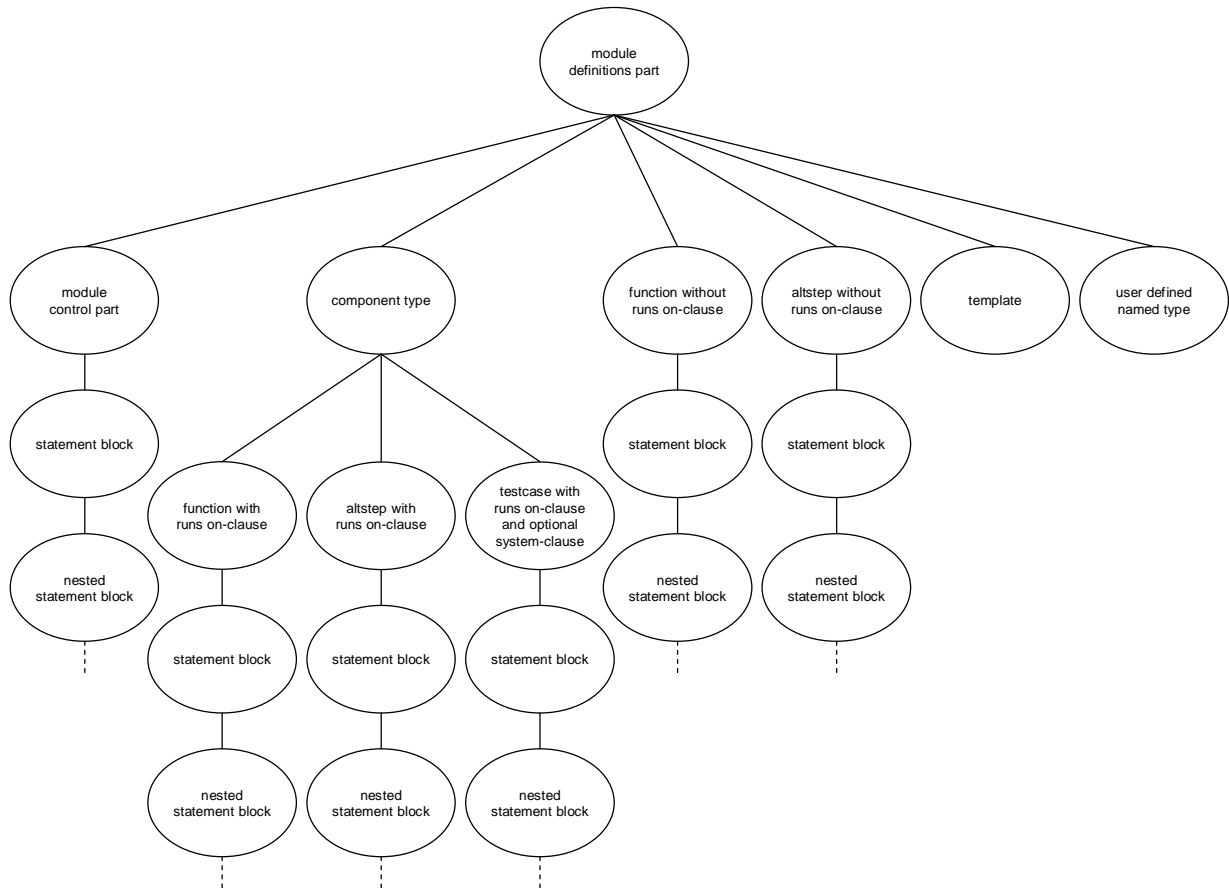 module
definitions part
module
control part
component type
function without
runs on-clause
altstep without
runs on-clause
template
user defined
named type
statement block
statement block
statement block
function with
runs on-clause
altstep with
runs on-clause
testcase with
runs on-clause
and optional
system-clause
nested
statement block
nested
statement block
nested
statement block
statement block
statement block
statement block
nested
statement block
nested
statement block
nested
statement block